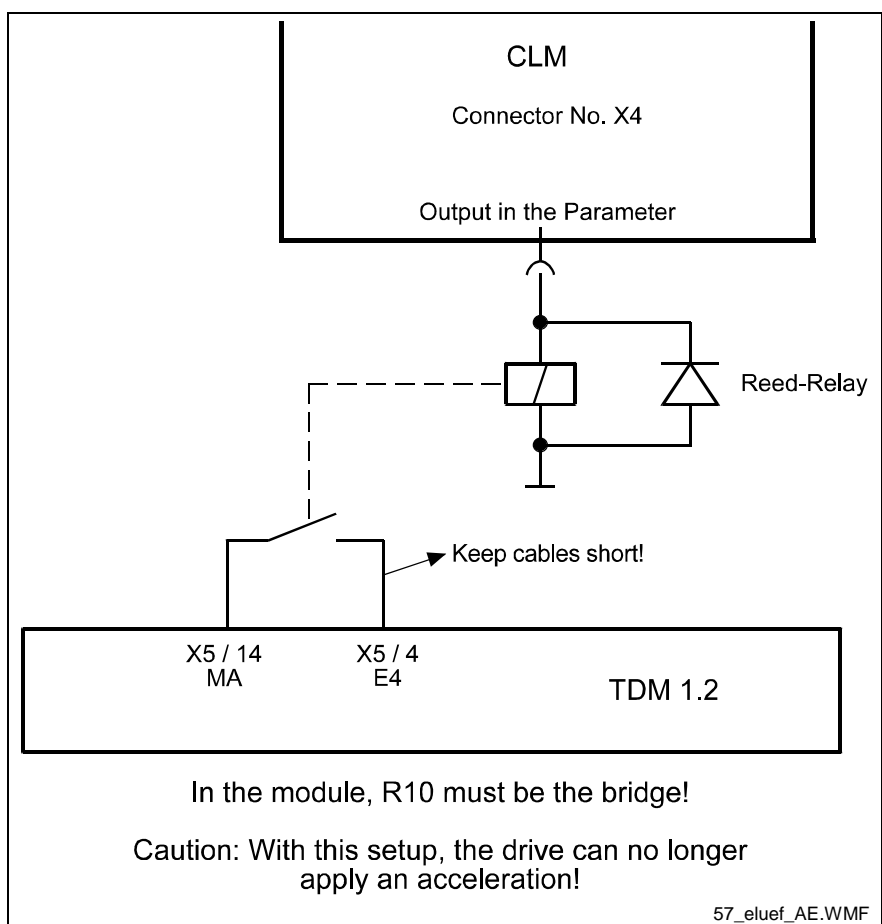 CLM
Connector No. X4
Output in the Parameter
Reed-Relay
Keep cables short!
X5 / 14
MA
X5 / 4
E4
TDM 1.2
In the module, R10 must be the bridge!
Caution: With this setup, the drive can no longer
apply an acceleration!
57_eluef_AE.WMF